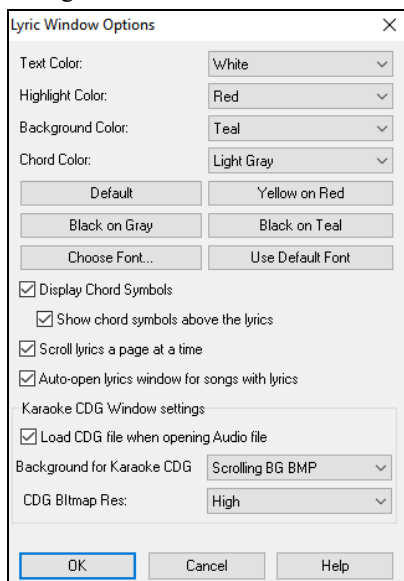 Lyric Window Options
Text Color: White
Highlight Color: Red
Background Color: Teal
Chord Color: Light Gray
Default Yellow on Red
Black on Gray Black on Teal
Choose Font... Use Default Font
Display Chord Symbols
Show chord symbols above the lyrics
Scroll lyrics a page at a time
Auto-open lyrics window for songs with lyrics
Karaoke CDG Window settings
Load CDG file when opening Audio file
Background for Karaoke CDG Scrolling BG BMP
CDG BItmap Res: High
OK Cancel Help